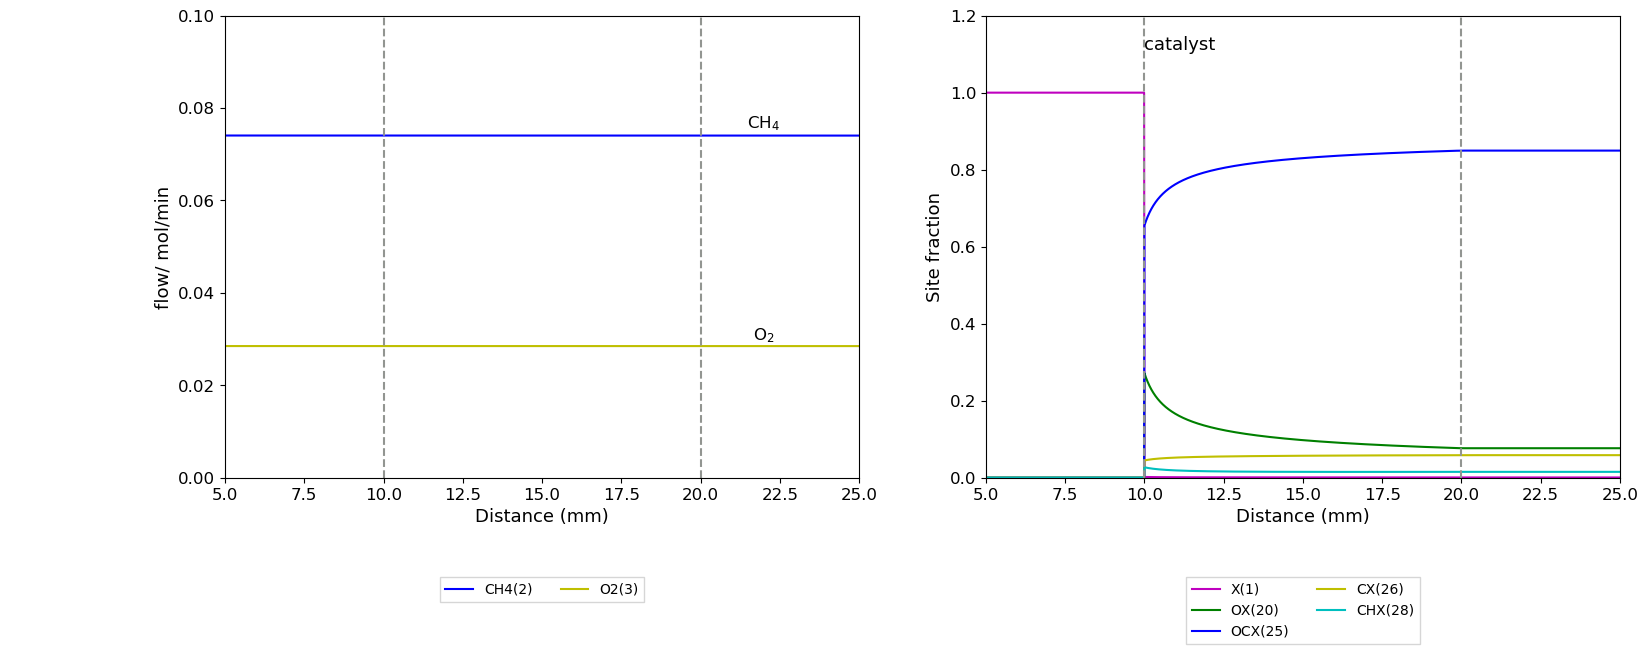 0.10
0.08
0.06
0.04
0.02
0.00
flow/ mol/min
CH₄
O₂
5.0 7.5 10.0 12.5 15.0 17.5 20.0 22.5 25.0
Distance (mm)
CH4(2) O2(3)
1.2
1.0
0.8
0.6
0.4
0.2
0.0
Site fraction
catalyst
5.0 7.5 10.0 12.5 15.0 17.5 20.0 22.5 25.0
Distance (mm)
X(1) CX(26)
OX(20) CHX(28)
OCX(25)